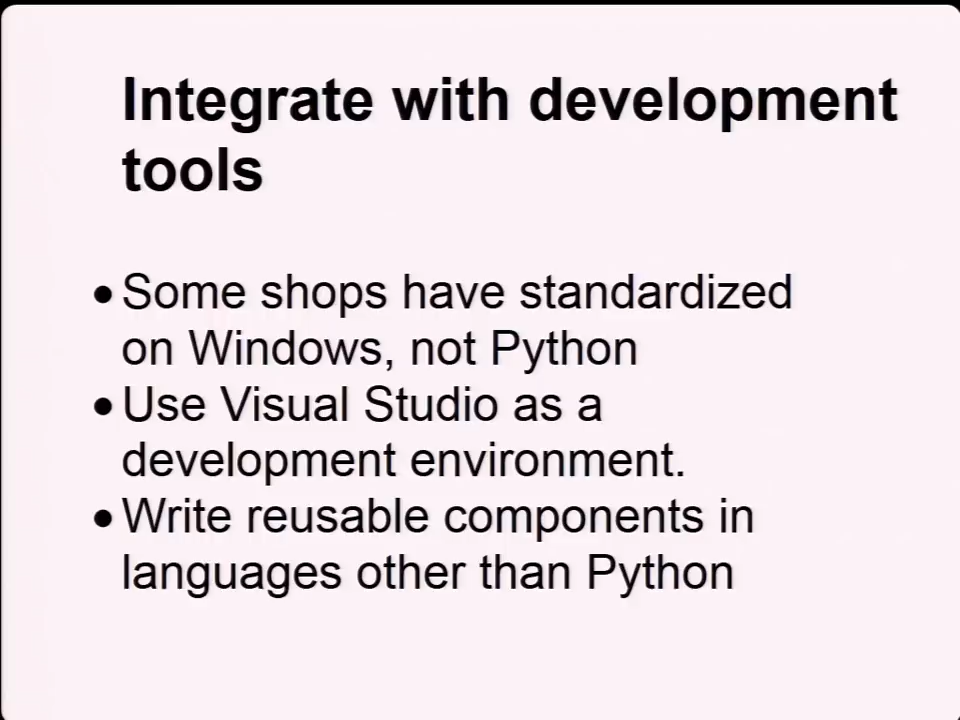 Integrate with development
tools
• Some shops have standardized
on Windows, not Python
• Use Visual Studio as a
development environment.
• Write reusable components in
languages other than Python